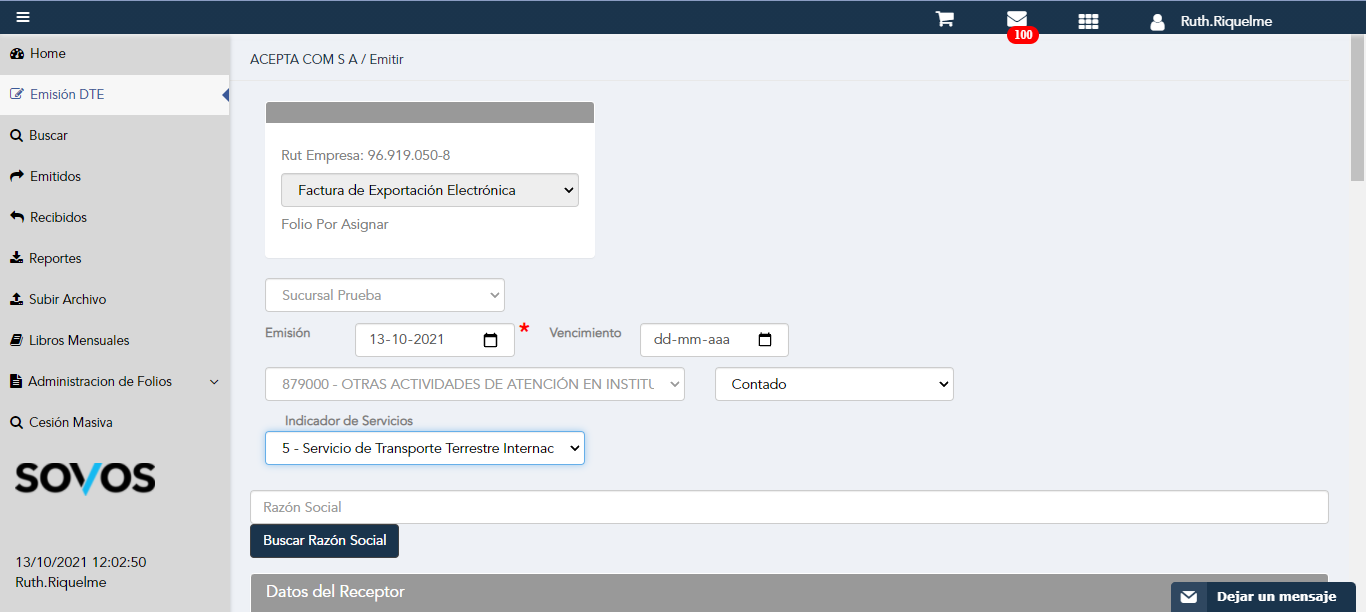 Ruth.Riquelme
100
Home
Emisión DTE
Buscar
Emitidos
Recibidos
Reportes
Subir Archivo
Libros Mensuales
Administracion de Folios
Cesión Masiva
SOVOS
13/10/2021 12:02:50
Ruth.Riquelme
ACEPTA COM S A / Emitir
Rut Empresa: 96.919.050-8
Factura de Exportación Electrónica
Folio Por Asignar
Sucursal Prueba
Emisión 13-10-2021 * Vencimiento dd-mm-aaa
879000 - OTRAS ACTIVIDADES DE ATENCIÓN EN INSTITU Contado
Indicador de Servicios
5 - Servicio de Transporte Terrestre Internac
Razón Social
Buscar Razón Social
Datos del Receptor
Dejar un mensaje